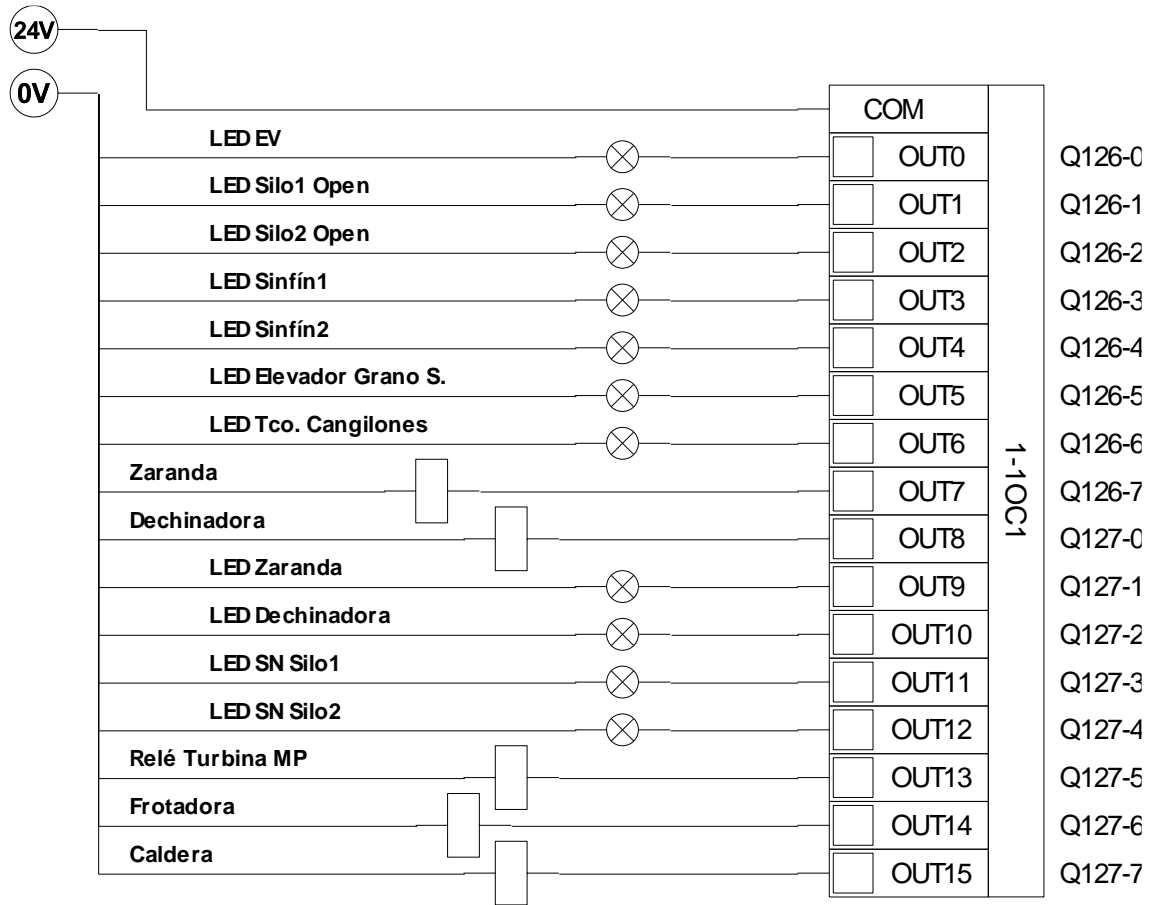 24V
0V
COM
LED EV OUT0 Q126-0
LED Silo1 Open OUT1 Q126-1
LED Silo2 Open OUT2 Q126-2
LED Sinfín1 OUT3 Q126-3
LED Sinfín2 OUT4 Q126-4
LED Elevador Grano S. OUT5 Q126-5
LED Tco. Cangilones OUT6 Q126-6
Zaranda OUT7 Q126-7
Dechinadora OUT8 Q127-0
LED Zaranda OUT9 Q127-1
LED Dechinadora OUT10 Q127-2
LED SN Silo1 OUT11 Q127-3
LED SN Silo2 OUT12 Q127-4
Relé Turbina MP OUT13 Q127-5
Frotadora OUT14 Q127-6
Caldera OUT15 Q127-7
1-1OC1